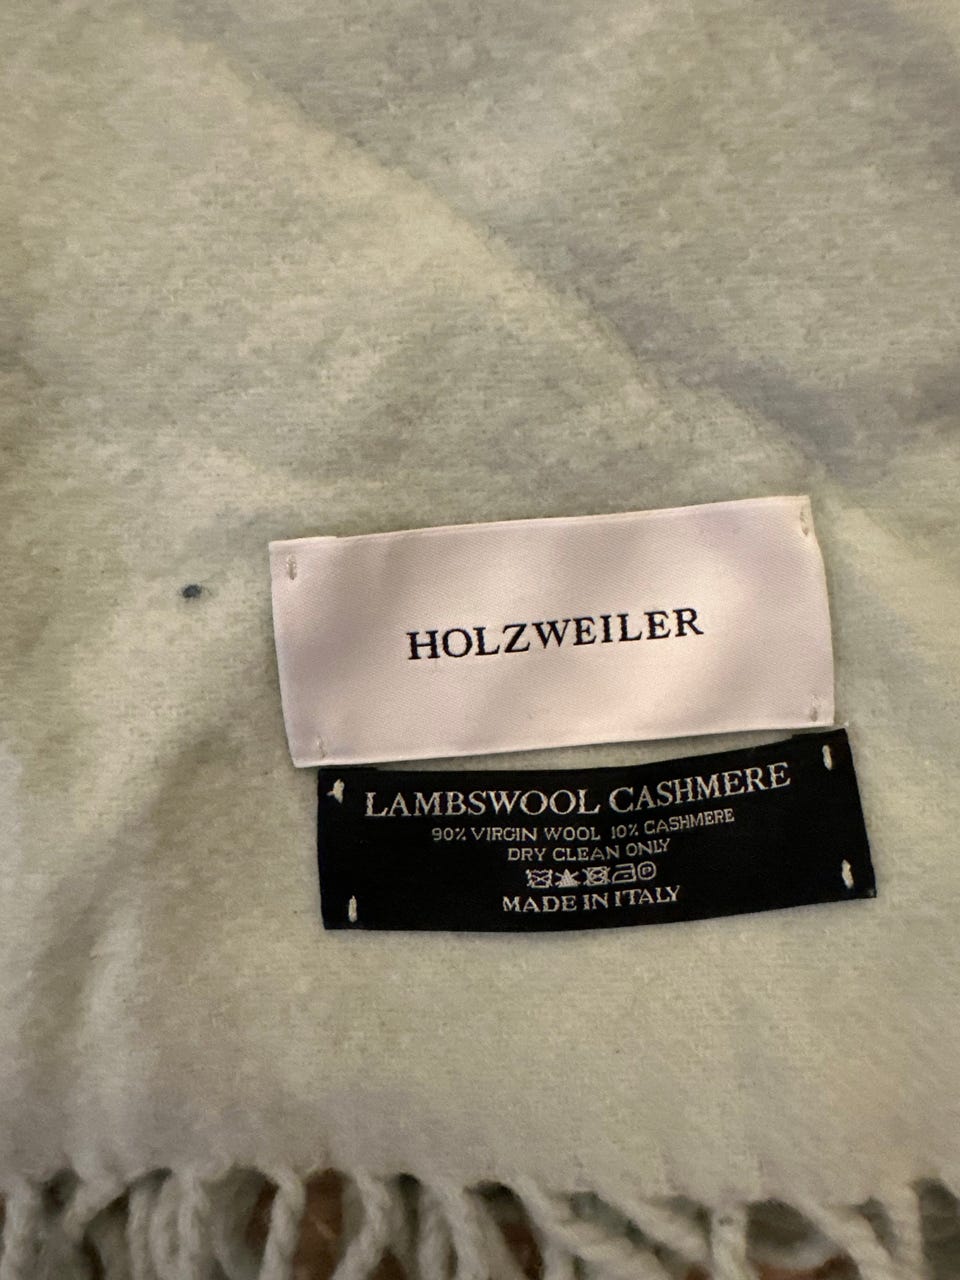 HOLZWEILER
LAMBSWOOL CASHMERE
90% VIRGIN WOOL 10% CASHMERE
DRY CLEAN ONLY
MADE IN ITALY